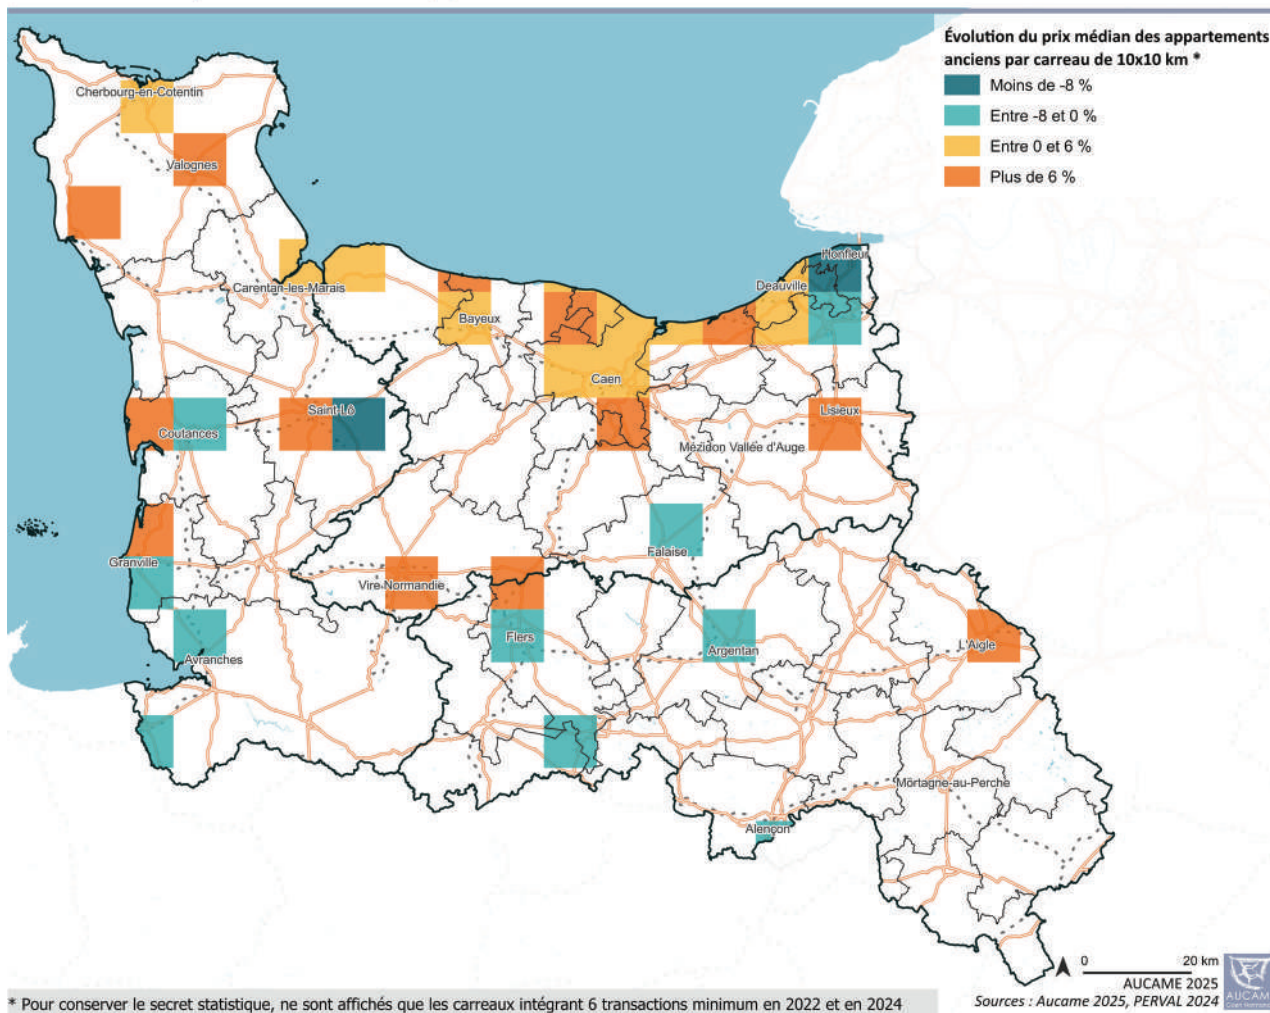 Évolution du prix médian des appartements
anciens par carreau de 10x10 km *
Moins de -8 %
Entre -8 et 0 %
Entre 0 et 6 %
Plus de 6 %
Cherbourg-en-Cotentin
Valognes
Honfleur
Deauville
Carentan-les-Marais
Bayeux
Caen
Saint-Lô
Lisieux
Coutances
Mézidon Vallée d'Auge
Falaise
Granville
Vire Normandie
Flers
L'Aigle
Argentan
Avranches
Mortagne-au-Perche
Alençon
0 20 km
AUCAME 2025
Sources : Aucame 2025, PERVAL 2024
AUCAME
Caen Normandie
* Pour conserver le secret statistique, ne sont affichés que les carreaux intégrant 6 transactions minimum en 2022 et en 2024